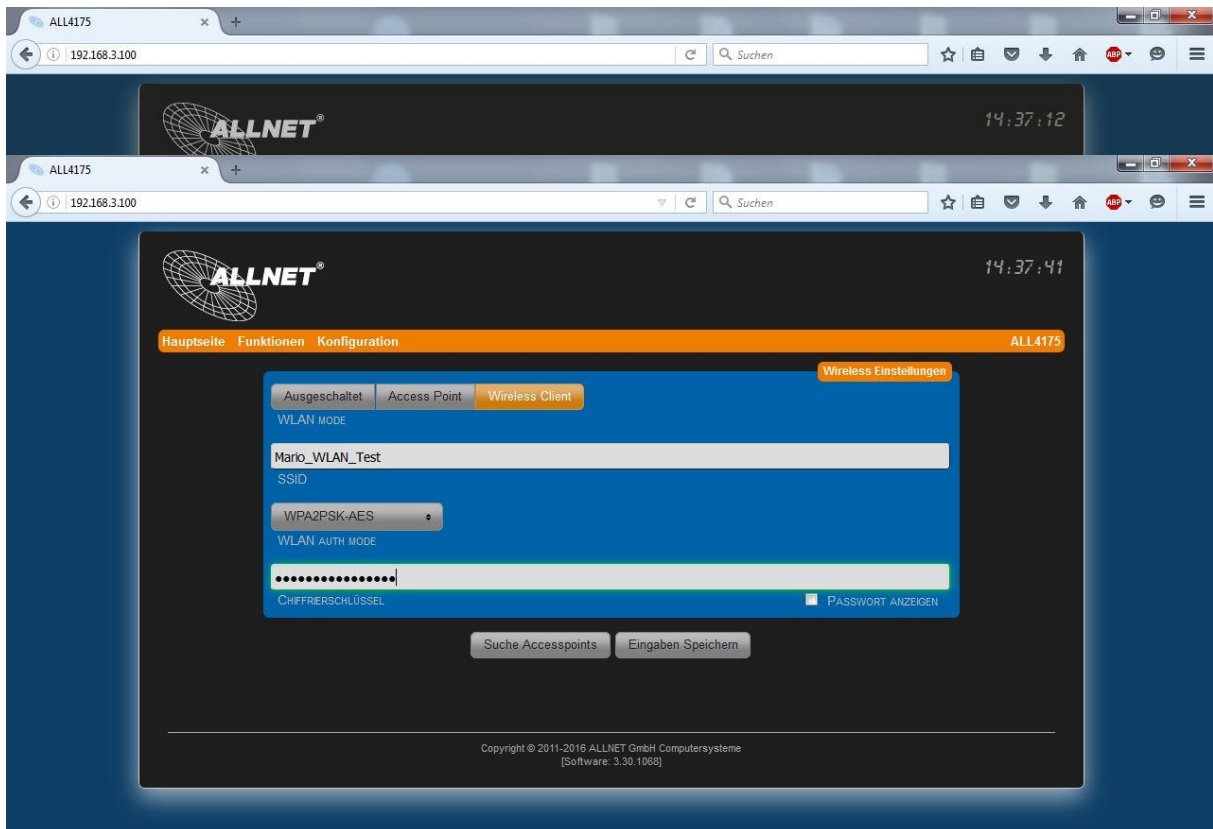 ALL4175
192.168.3.100
Suchen
ABP
ALLNET®
14:37:12
ALL4175
192.168.3.100
Suchen
ABP
ALLNET®
14:37:41
Hauptseite Funktionen Konfiguration ALL4175
Wireless Einstellungen
Ausgeschaltet Access Point Wireless Client
WLAN MODE
Mario_WLAN_Test
SSID
WPA2PSK-AES
WLAN AUTH MODE
••••••••••••••••
CHIFFRIERSCHLÜSSEL PASSWORT ANZEIGEN
Suche Accesspoints Eingaben Speichern
Copyright © 2011-2016 ALLNET GmbH Computersysteme
[Software: 3.30.1068]